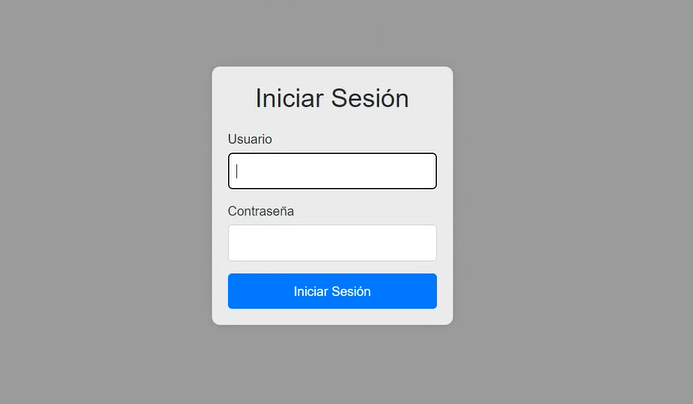 Iniciar Sesión
Usuario
Contraseña
Iniciar Sesión